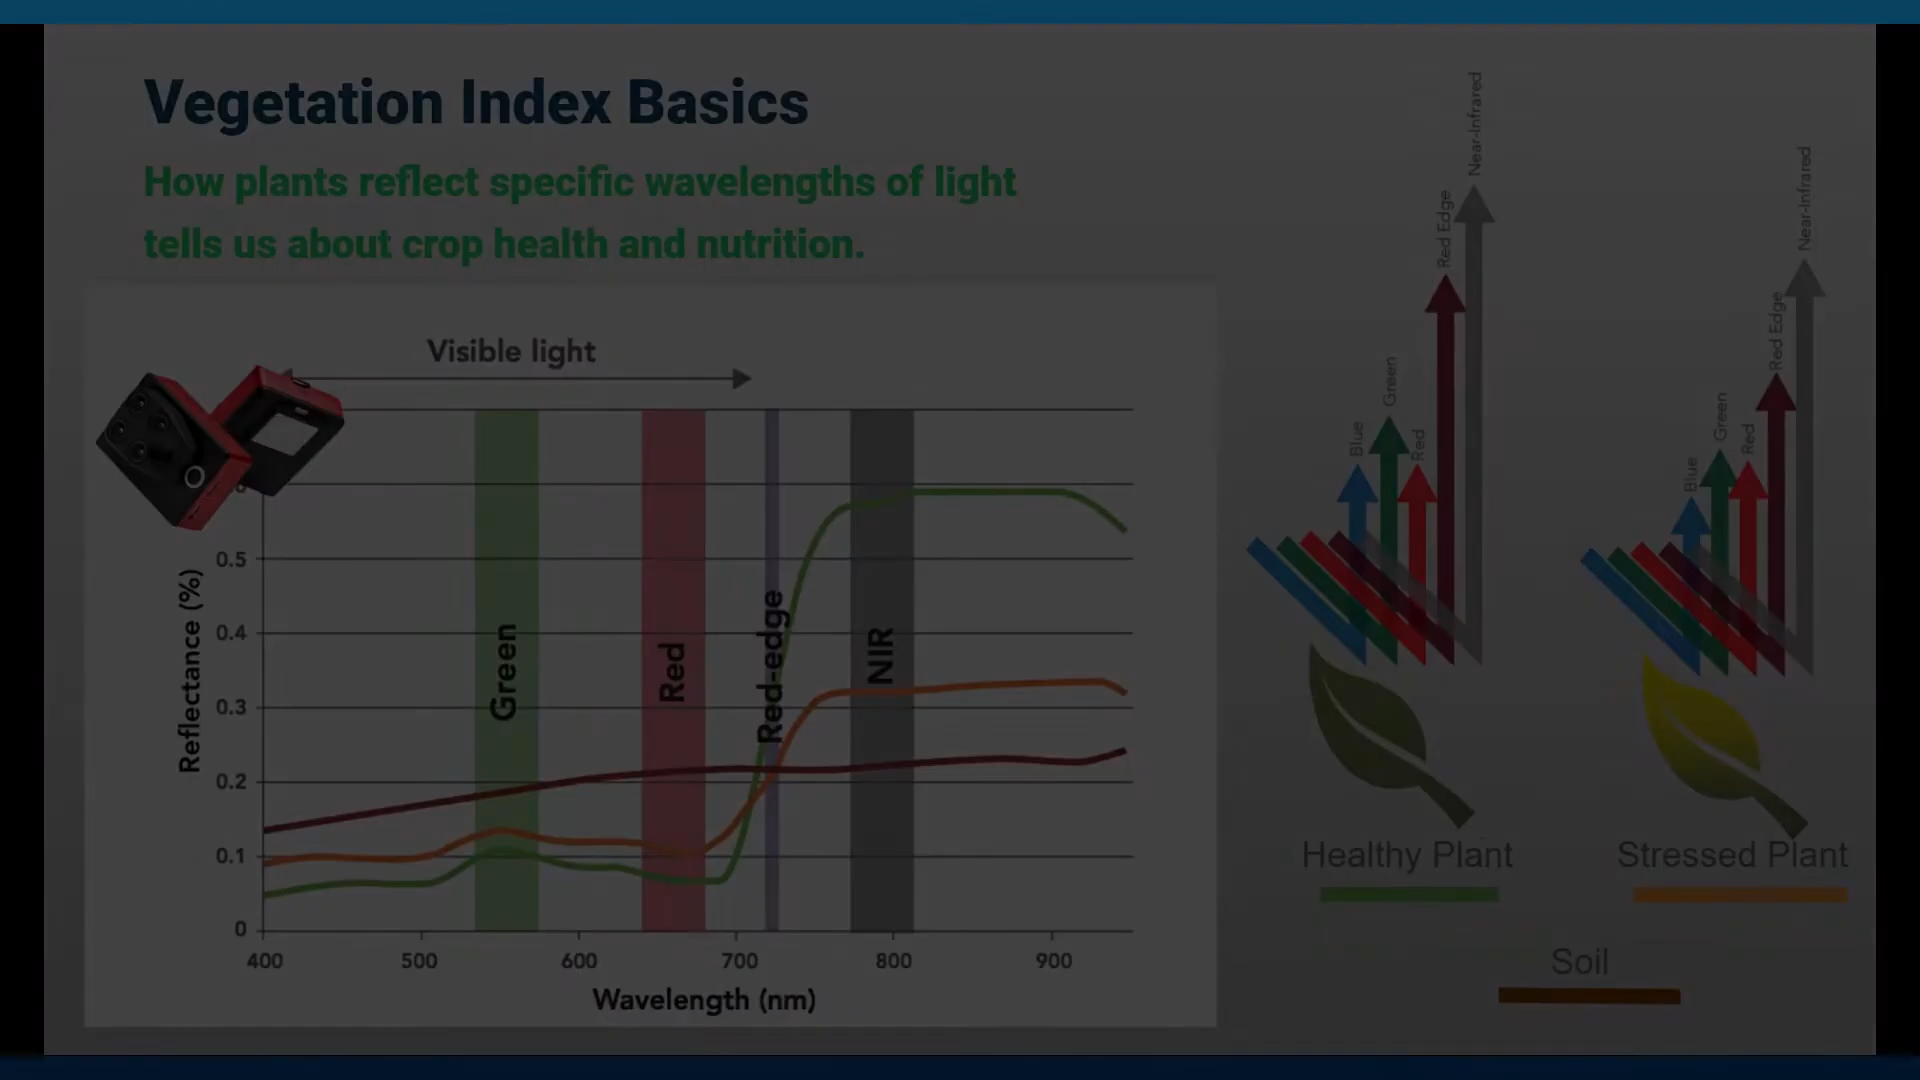 Vegetation Index Basics
How plants reflect specific wavelengths of light
tells us about crop health and nutrition.
Visible light
Reflectance (%)
0.5
0.4
0.3
0.2
0.1
0
400
500
600
700
800
900
Wavelength (nm)
Green
Red
Red-edge
NIR
Blue
Green
Red
Red Edge
Near-Infrared
Blue
Green
Red
Red Edge
Near-Infrared
Healthy Plant
Stressed Plant
Soil